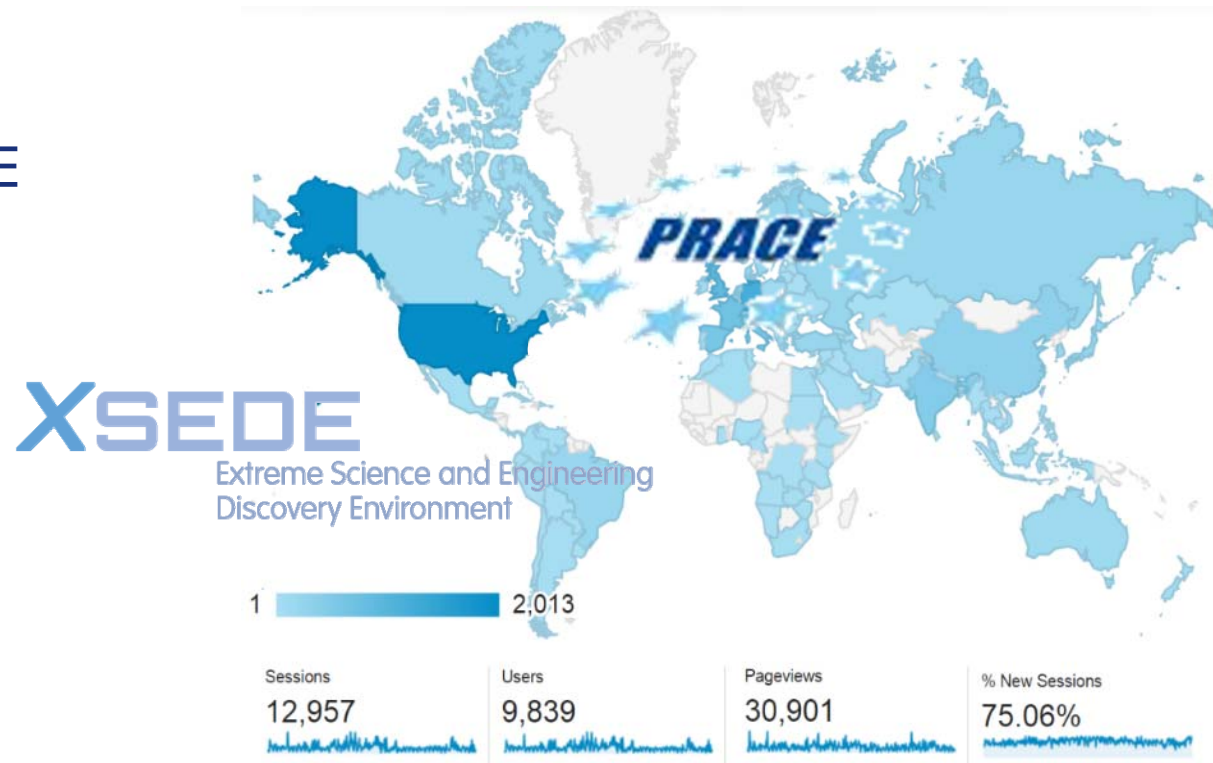 PRACE
XSEDE
Extreme Science and Engineering
Discovery Environment
1 2,013
Sessions
12,957
Users
9,839
Pageviews
30,901
% New Sessions
75.06%